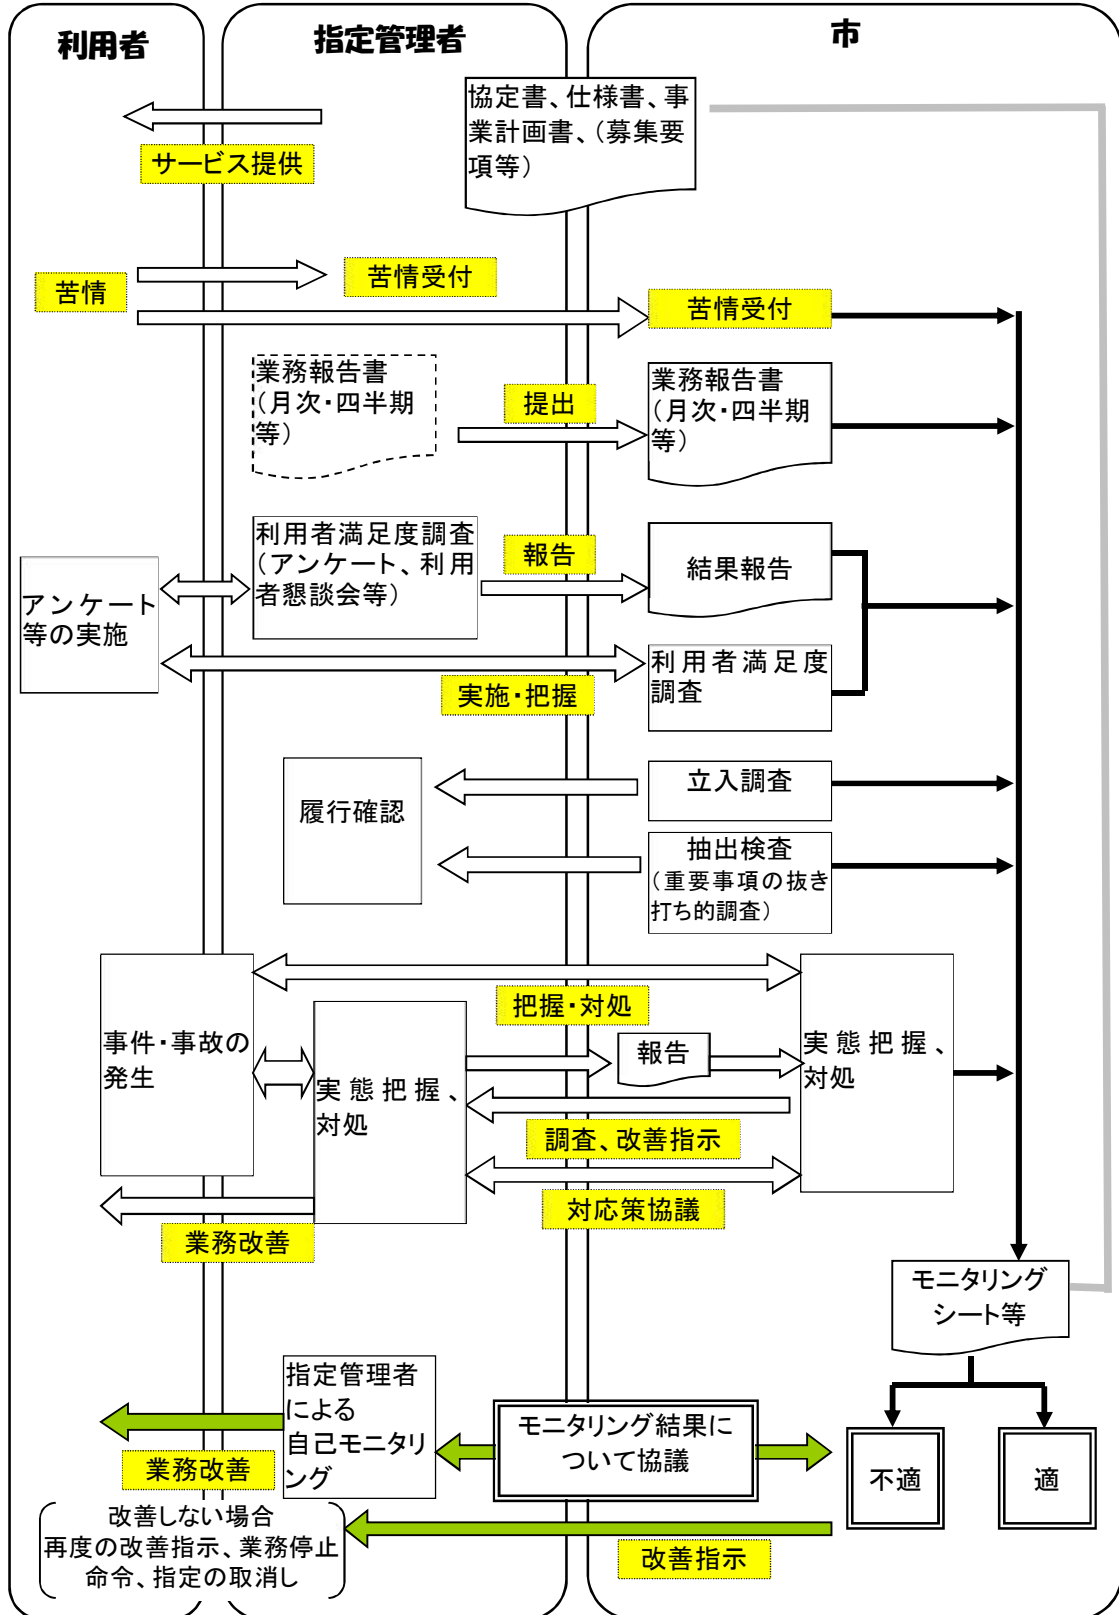 利用者
指定管理者
市
協定書、仕様書、事
業計画書、（募集要
項等）
サービス提供
苦情
苦情受付
苦情受付
業務報告書
（月次・四半期
等）
提出
業務報告書
（月次・四半期
等）
利用者満足度調査
（アンケート、利用
者懇談会等）
報告
結果報告
アンケート
等の実施
実施・把握
利用者満足度
調査
履行確認
立入調査
抽出検査
（重要事項の抜き
打ち的調査）
把握・対処
事件・事故の
発生
実態把握、
対処
報告
実態把握、
対処
調査、改善指示
対応策協議
業務改善
モニタリング
シート等
指定管理者
による
自己モニタリ
ング
モニタリング結果に
ついて協議
不適
適
業務改善
改善しない場合
再度の改善指示、業務停止
命令、指定の取消し
改善指示